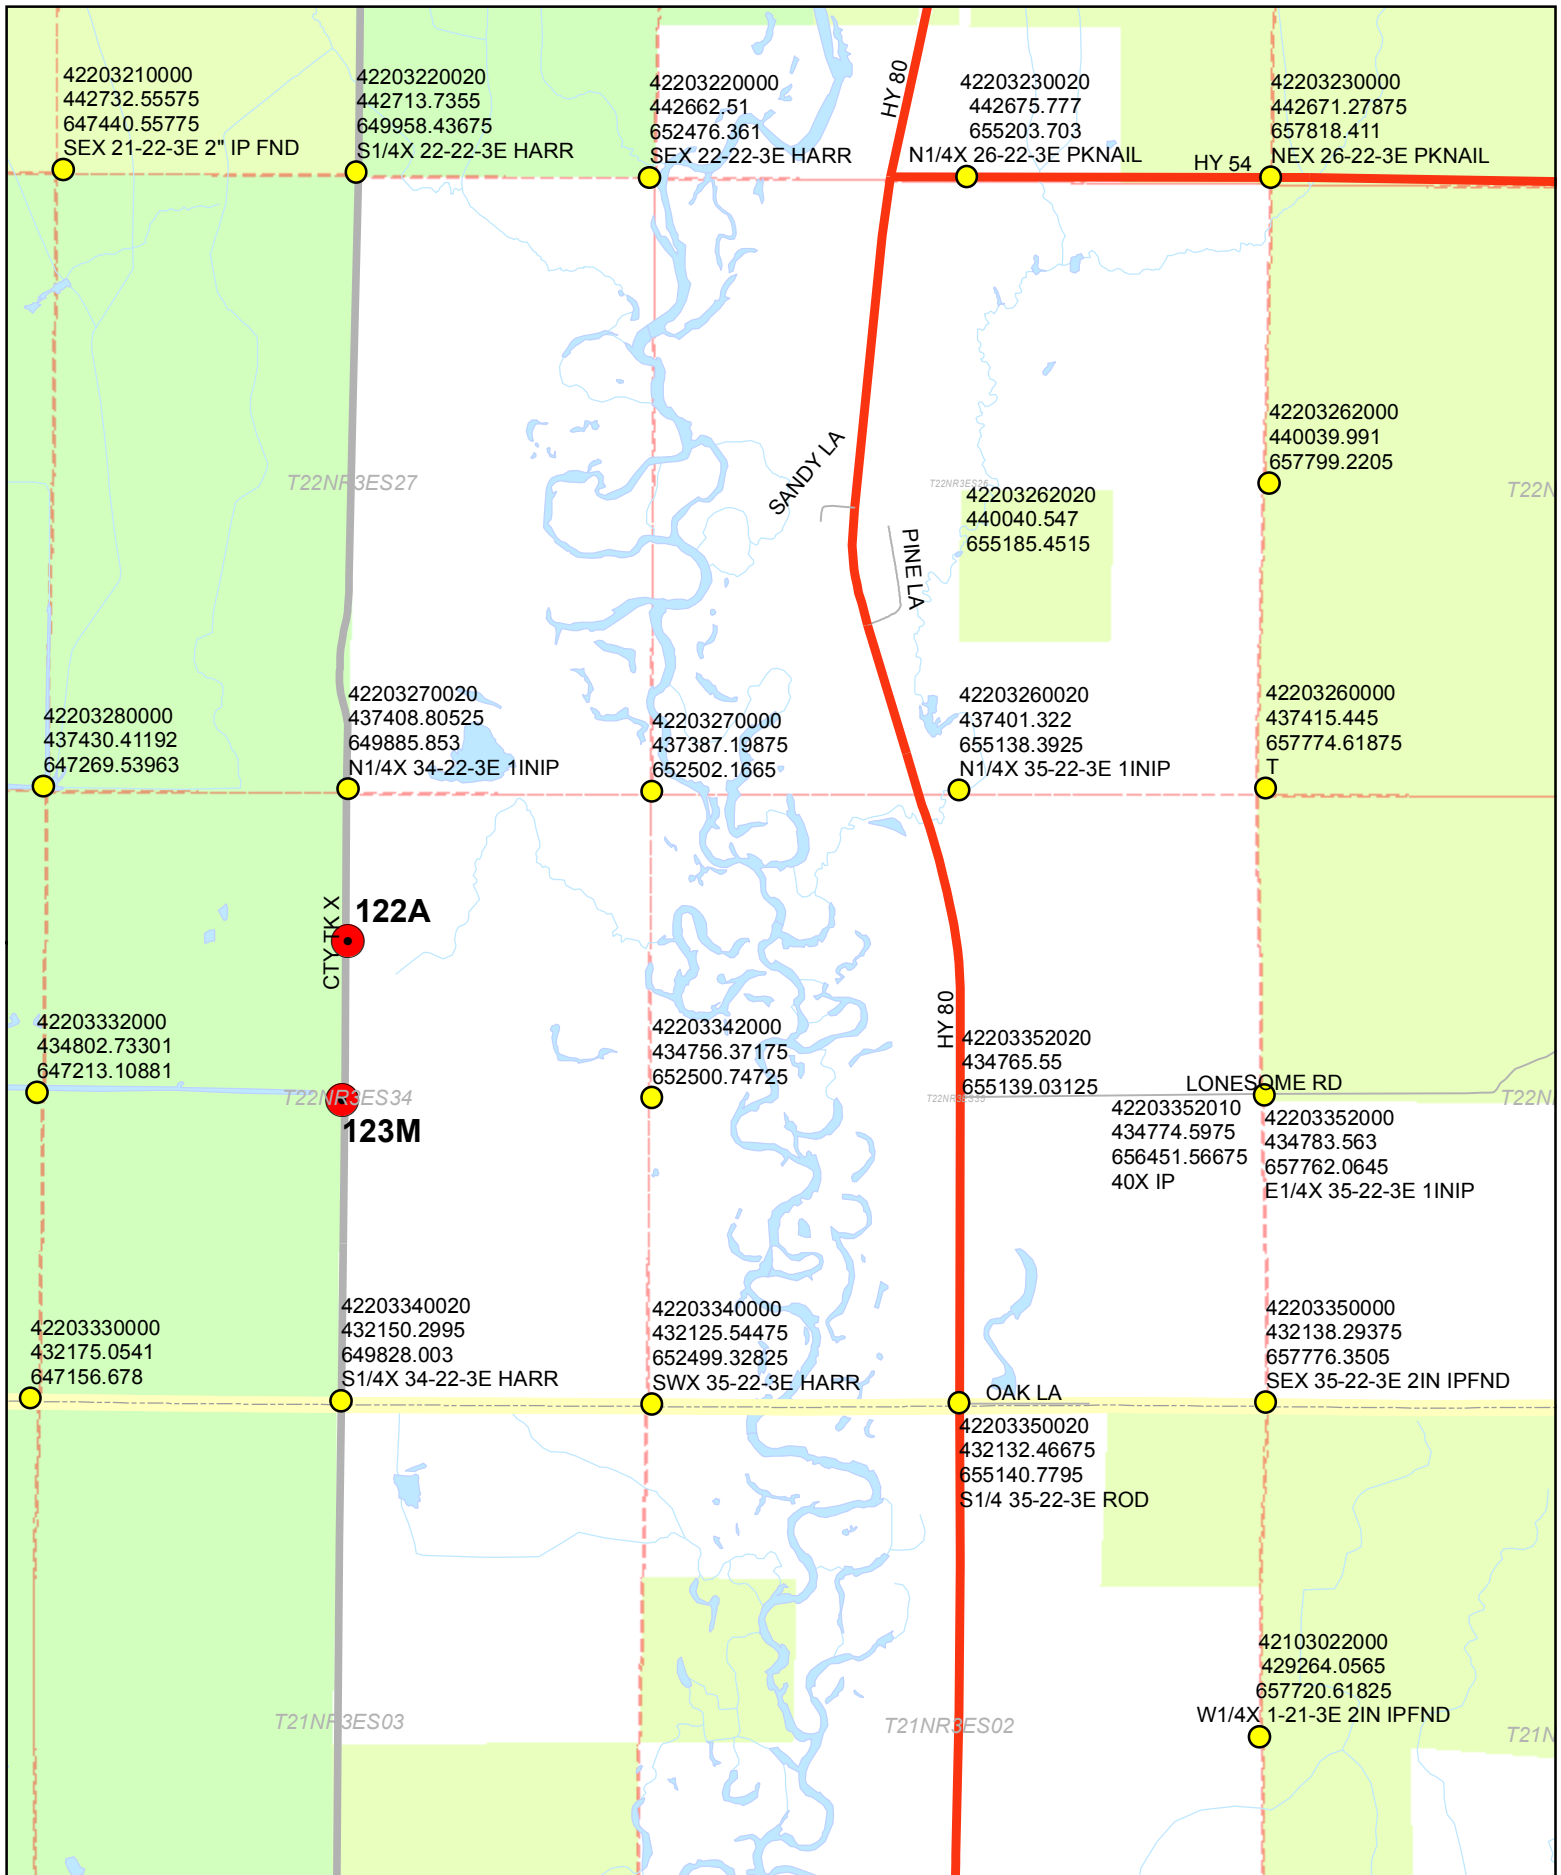 42203210000
442732.55575
647440.55775
SEX 21-22-3E 2" IP FND
42203220020
442713.7355
649958.43675
S1/4X 22-22-3E HARR
42203220000
442662.51
652476.361
SEX 22-22-3E HARR
HY 80
42203230020
442675.777
655203.703
N1/4X 26-22-3E PKNAIL
HY 54
42203230000
442671.27875
657818.411
NEX 26-22-3E PKNAIL
T22NR3ES27
SANDY LA
PINE LA
T22NR3ES26
42203262020
440040.547
655185.4515
42203262000
440039.991
657799.2205
T22N
42203280000
437430.41192
647269.53963
42203270020
437408.80525
649885.853
N1/4X 34-22-3E 1INIP
42203270000
437387.19875
652502.1665
42203260020
437401.322
655138.3925
N1/4X 35-22-3E 1INIP
42203260000
437415.445
657774.61875
T
122A
CTY TK X
42203332000
434802.73301
647213.10881
T22NR3ES34
123M
42203342000
434756.37175
652500.74725
HY 80
42203352020
434765.55
655139.03125
T22NR3ES35
LONESOME RD
42203352010
434774.5975
656451.56675
40X IP
42203352000
434783.563
657762.0645
E1/4X 35-22-3E 1INIP
T22N
42203330000
432175.0541
647156.678
42203340020
432150.2995
649828.003
S1/4X 34-22-3E HARR
42203340000
432125.54475
652499.32825
SWX 35-22-3E HARR
OAK LA
42203350020
432132.46675
655140.7795
S1/4 35-22-3E ROD
42203350000
432138.29375
657776.3505
SEX 35-22-3E 2IN IPFND
T21NR3ES03
T21NR3ES02
42103022000
429264.0565
657720.61825
W1/4X 1-21-3E 2IN IPFND
T21N